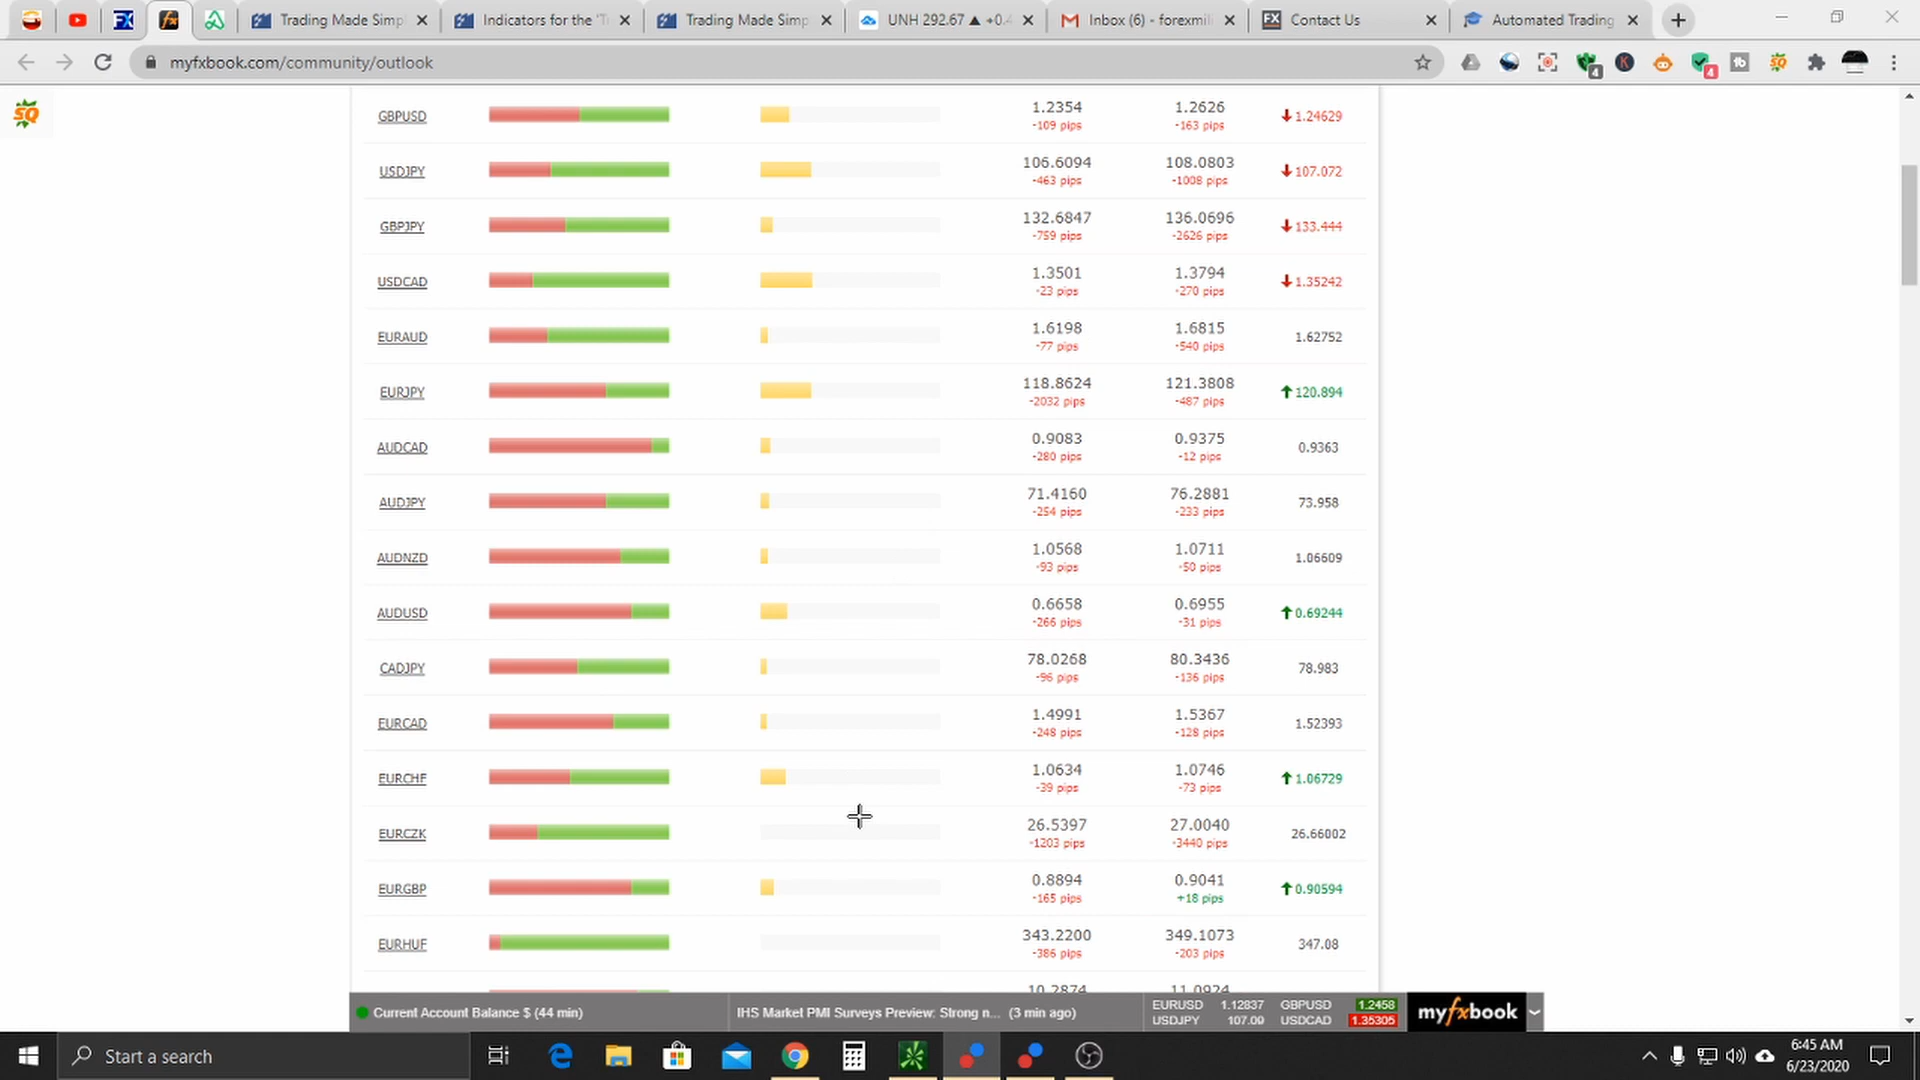 Trading Made Simp
Indicators for the 'T
Trading Made Simp
UNH 292.67 ▲ +0.4
Inbox (6) - forexmil
Contact Us
Automated Trading
myfxbook.com/community/outlook
GBPUSD 1.2354 1.2626 1.24629
-109 pips -163 pips
USDJPY 106.6094 108.0803 107.072
-463 pips -1008 pips
GBPJPY 132.6847 136.0696 133.444
-759 pips -2626 pips
USDCAD 1.3501 1.3794 1.35242
-23 pips -270 pips
EURAUD 1.6198 1.6815 1.62752
-77 pips -540 pips
EURJPY 118.8624 121.3808 120.894
-2032 pips -487 pips
AUDCAD 0.9083 0.9375 0.9363
-280 pips -12 pips
AUDJPY 71.4160 76.2881 73.958
-254 pips -233 pips
AUDNZD 1.0568 1.0711 1.06609
-93 pips -50 pips
AUDUSD 0.6658 0.6955 0.69244
-266 pips -31 pips
CADJPY 78.0268 80.3436 78.983
-96 pips -136 pips
EURCAD 1.4991 1.5367 1.52393
-248 pips -128 pips
EURCHF 1.0634 1.0746 1.06729
-39 pips -73 pips
EURCZK 26.5397 27.0040 26.66002
-1203 pips -3440 pips
EURGBP 0.8894 0.9041 0.90594
-165 pips +18 pips
EURHUF 343.2200 349.1073 347.08
-386 pips -203 pips
10.2874 11.0924
Current Account Balance $ (44 min)
IHS Market PMI Surveys Preview: Strong n... (3 min ago)
EURUSD 1.12837 GBPUSD 1.2458
USDJPY 107.09 USDCAD 1.35305
myfxbook
Start a search
6:45 AM
6/23/2020